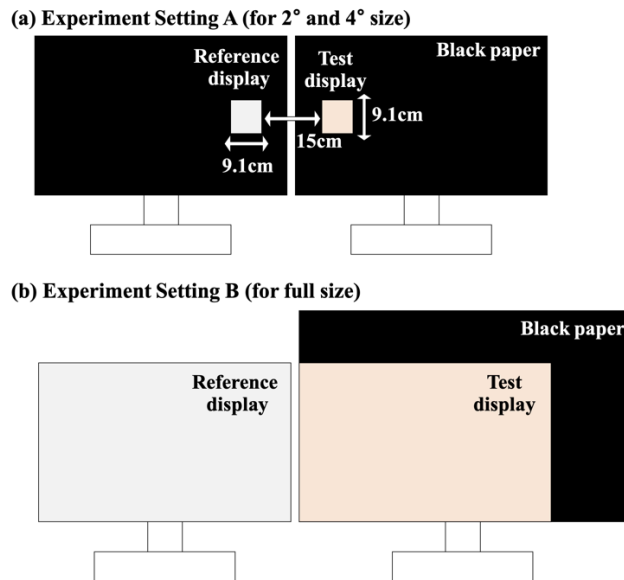 (a) Experiment Setting A (for 2° and 4° size)
Reference
display
Test
display
Black paper
9.1cm
15cm
9.1cm
(b) Experiment Setting B (for full size)
Black paper
Reference
display
Test
display